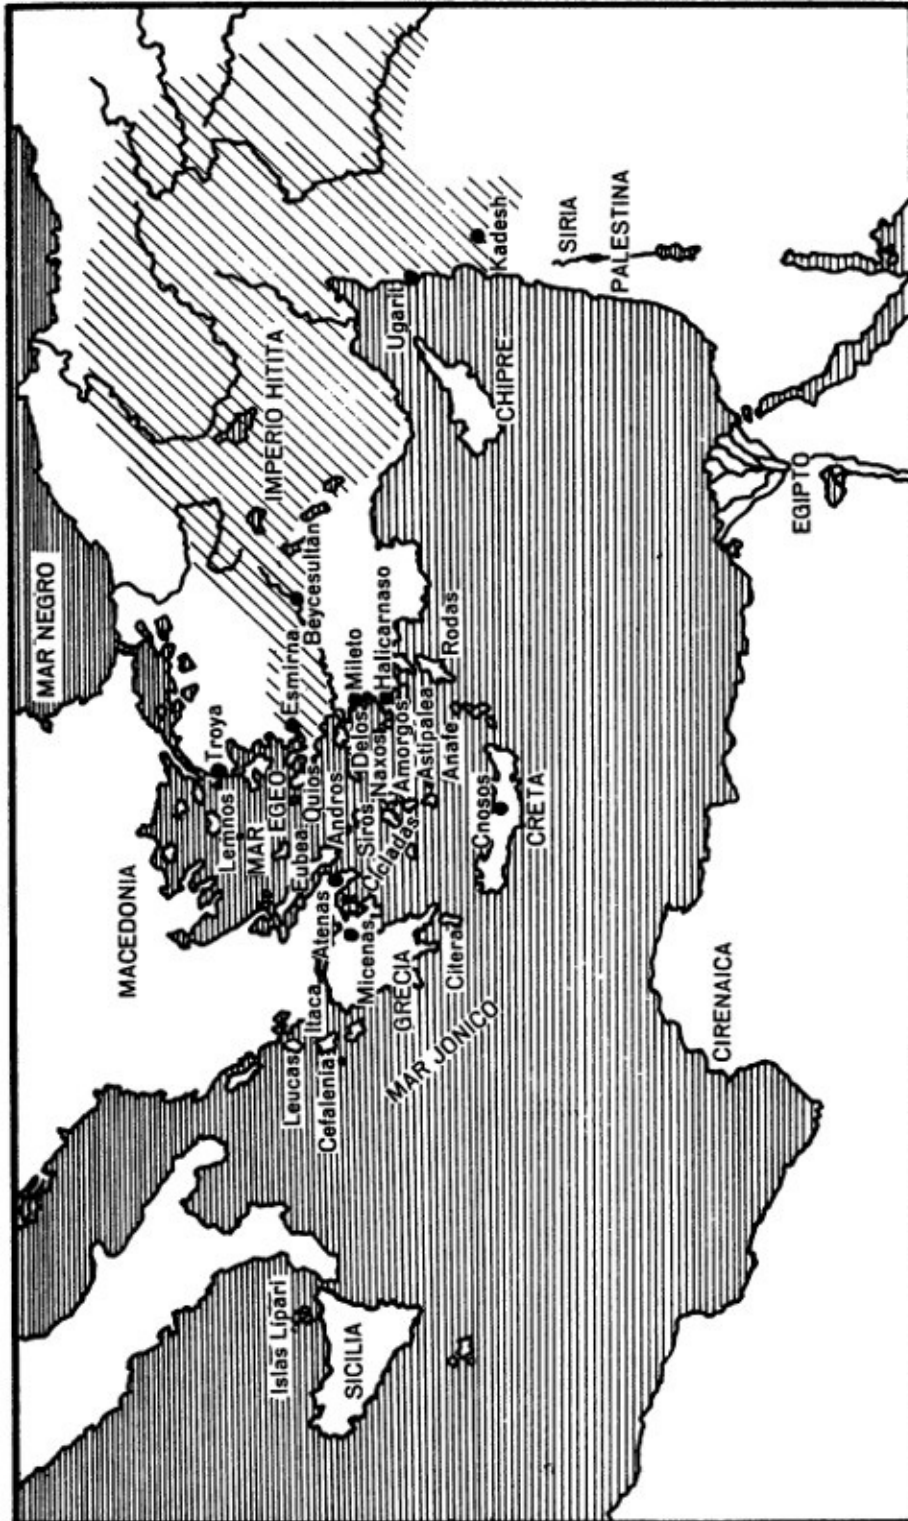 MAR NEGRO
MACEDONIA
Troya
Lemnos
MAR
EGEO
IMPERIO HITITA
Esmirna
Beycesultán
Quíos
Eubea
Andros
Atenas
Mileto
Delos
Halicarnaso
Siros
Naxos
Amorgos
Cícladas
Astipalea
Anafe
Rodas
Micenas
GRECIA
Citera
Itaca
Leucas
Cefalenia
MAR JONICO
Cnosos
CRETA
Ugarit
CHIPRE
Kadesh
SIRIA
PALESTINA
EGIPTO
CIRENAICA
Islas Lípari
SICILIA